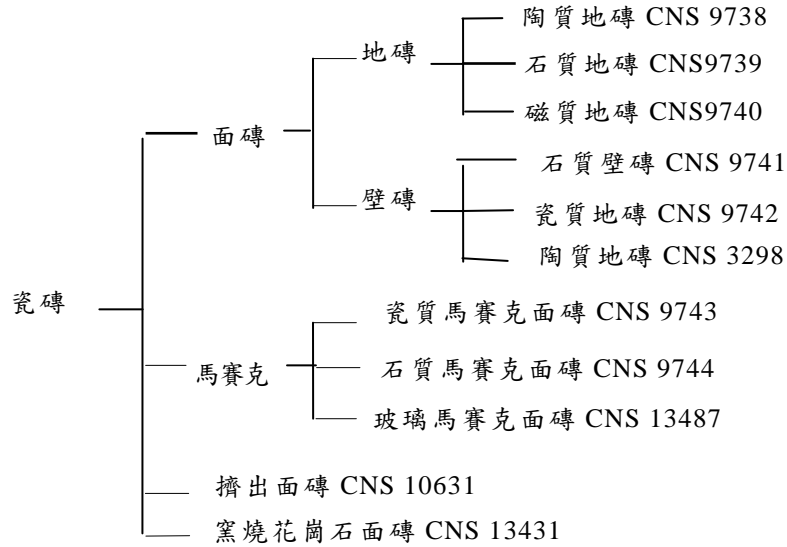 陶質地磚 CNS 9738
地磚
石質地磚 CNS9739
磁質地磚 CNS9740
面磚
石質壁磚 CNS 9741
壁磚
瓷質地磚 CNS 9742
陶質地磚 CNS 3298
瓷磚
瓷質馬賽克面磚 CNS 9743
馬賽克
石質馬賽克面磚 CNS 9744
玻璃馬賽克面磚 CNS 13487
擠出面磚 CNS 10631
窯燒花崗石面磚 CNS 13431